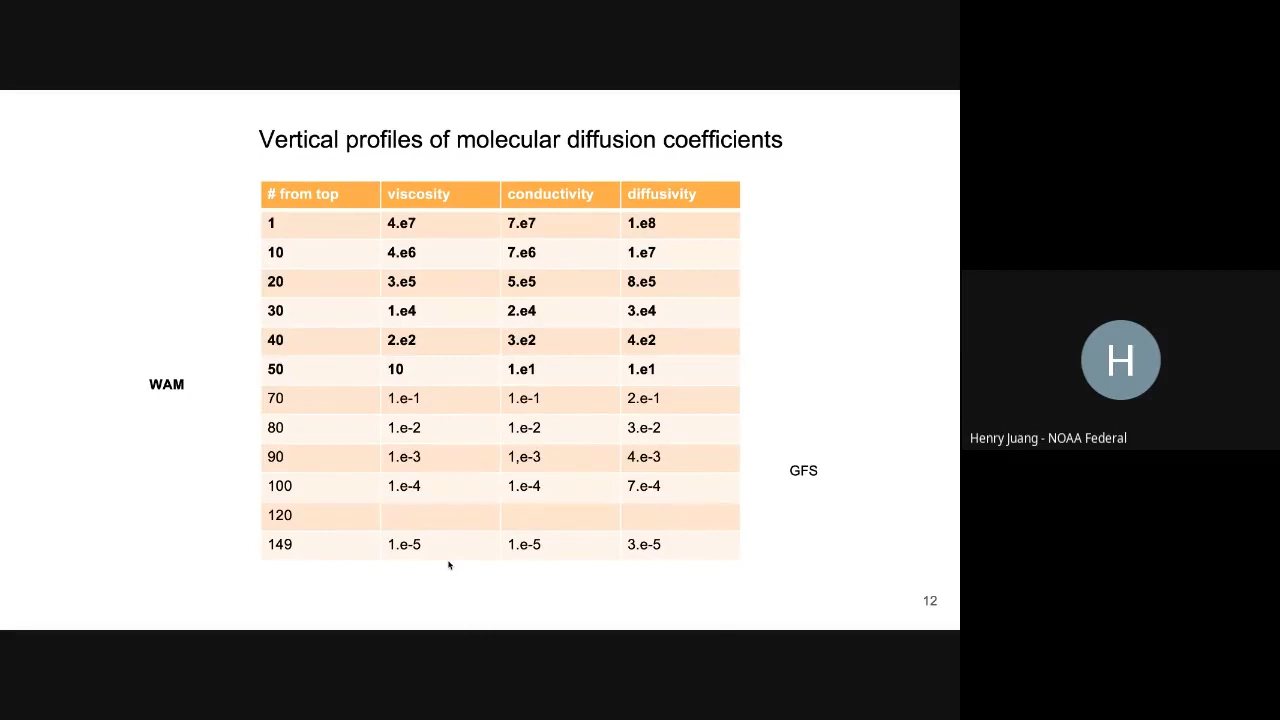 Vertical profiles of molecular diffusion coefficients
# from top viscosity conductivity diffusivity
1 4.e7 7.e7 1.e8
10 4.e6 7.e6 1.e7
20 3.e5 5.e5 8.e5
30 1.e4 2.e4 3.e4
40 2.e2 3.e2 4.e2
50 10 1.e1 1.e1
70 1.e-1 1.e-1 2.e-1
80 1.e-2 1.e-2 3.e-2
90 1.e-3 1,e-3 4.e-3
100 1.e-4 1.e-4 7.e-4
120
149 1.e-5 1.e-5 3.e-5
WAM
GFS
12
H
Henry Juang - NOAA Federal